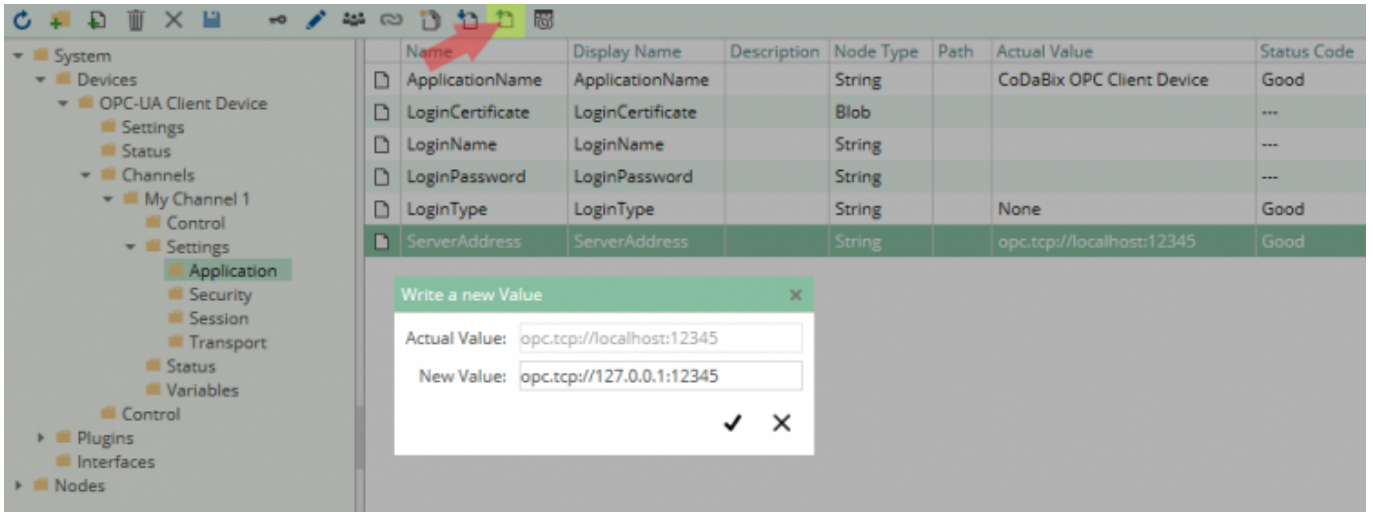 Name Display Name Description Node Type Path Actual Value Status Code
ApplicationName ApplicationName String CoDaBix OPC Client Device Good
LoginCertificate LoginCertificate Blob ---
LoginName LoginName String ---
LoginPassword LoginPassword String ---
LoginType LoginType String None Good
ServerAddress ServerAddress String opc.tcp://localhost:12345 Good
System
Devices
OPC-UA Client Device
Settings
Status
Channels
My Channel 1
Control
Settings
Application
Security
Session
Transport
Status
Variables
Control
Plugins
Interfaces
Nodes
Write a new Value
Actual Value: opc.tcp://localhost:12345
New Value: opc.tcp://127.0.0.1:12345